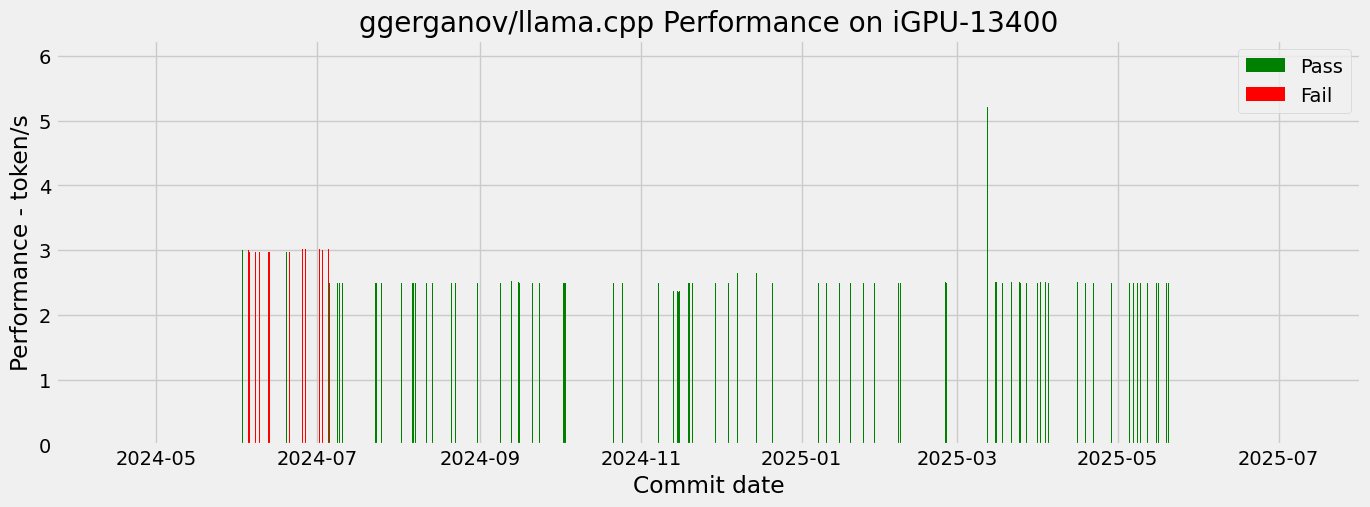 ggerganov/llama.cpp Performance on iGPU-13400
Performance - token/s
6
5
4
3
2
1
0
Pass
Fail
2024-05 2024-07 2024-09 2024-11 2025-01 2025-03 2025-05 2025-07
Commit date